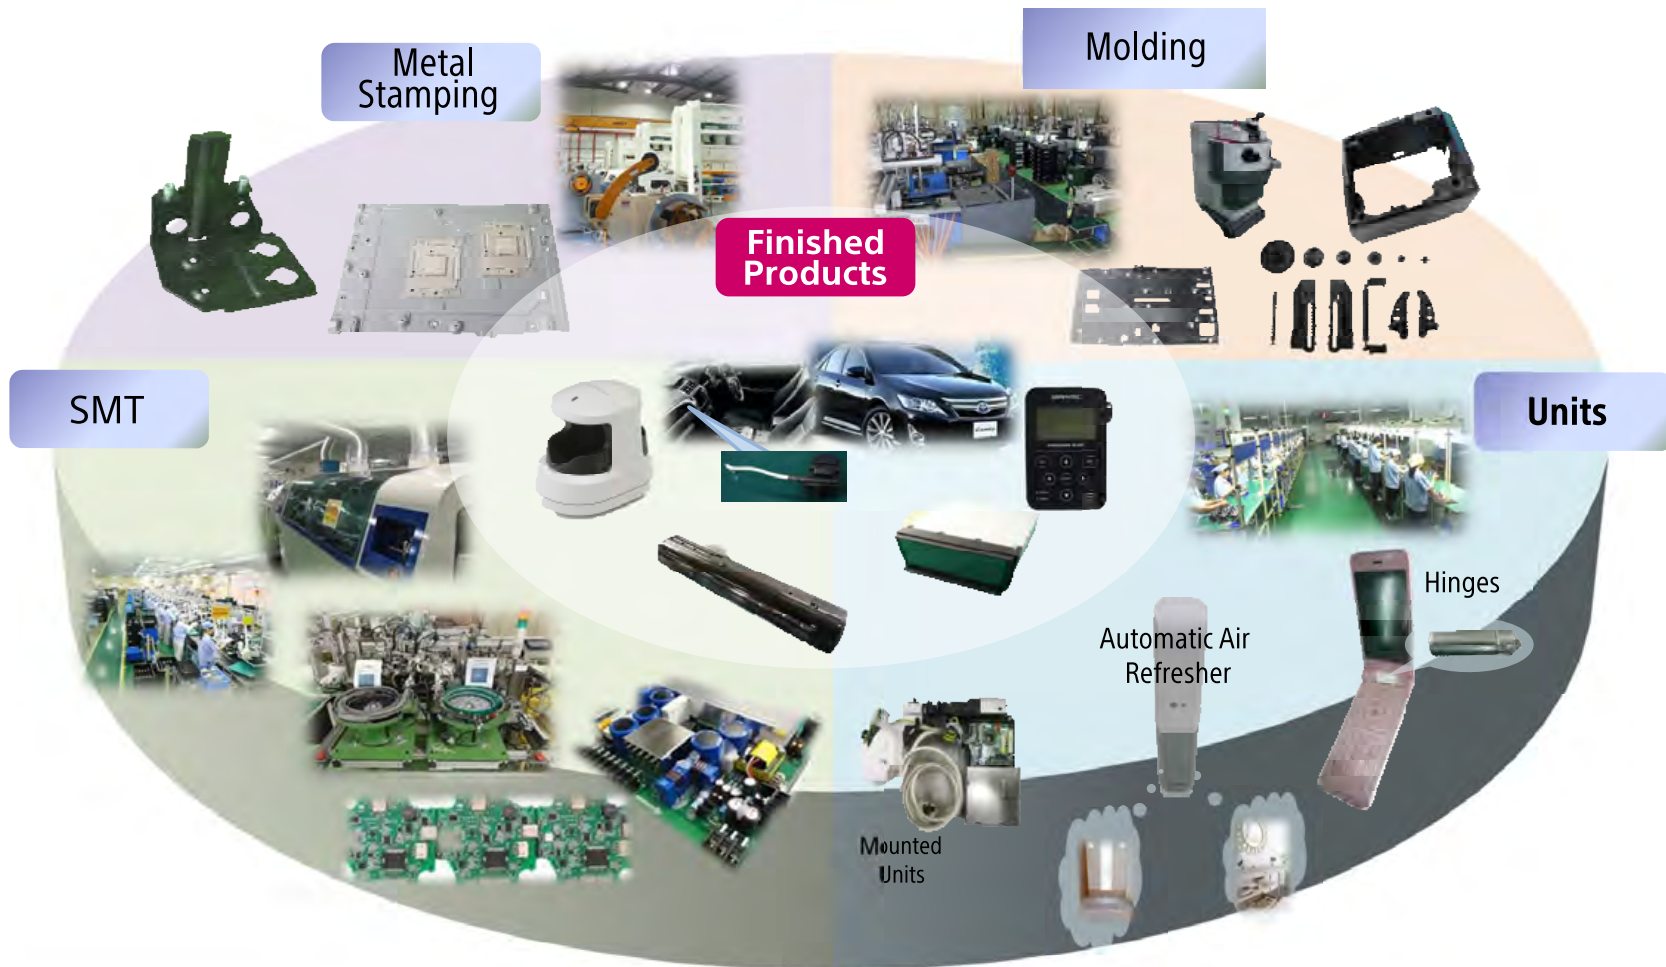 Metal
Stamping
Molding
Finished
Products
SMT
Units
Hinges
Automatic Air
Refresher
Mounted
Units